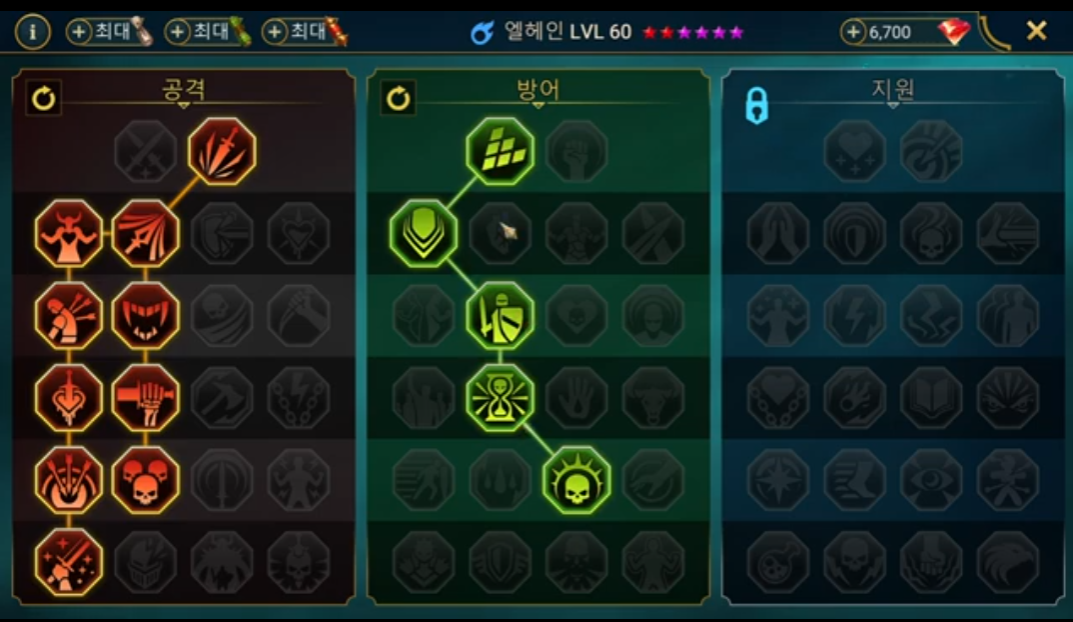 i + 최대 + 최대 + 최대 엘헤인 LVL 60 + 6,700
공격 방어 지원